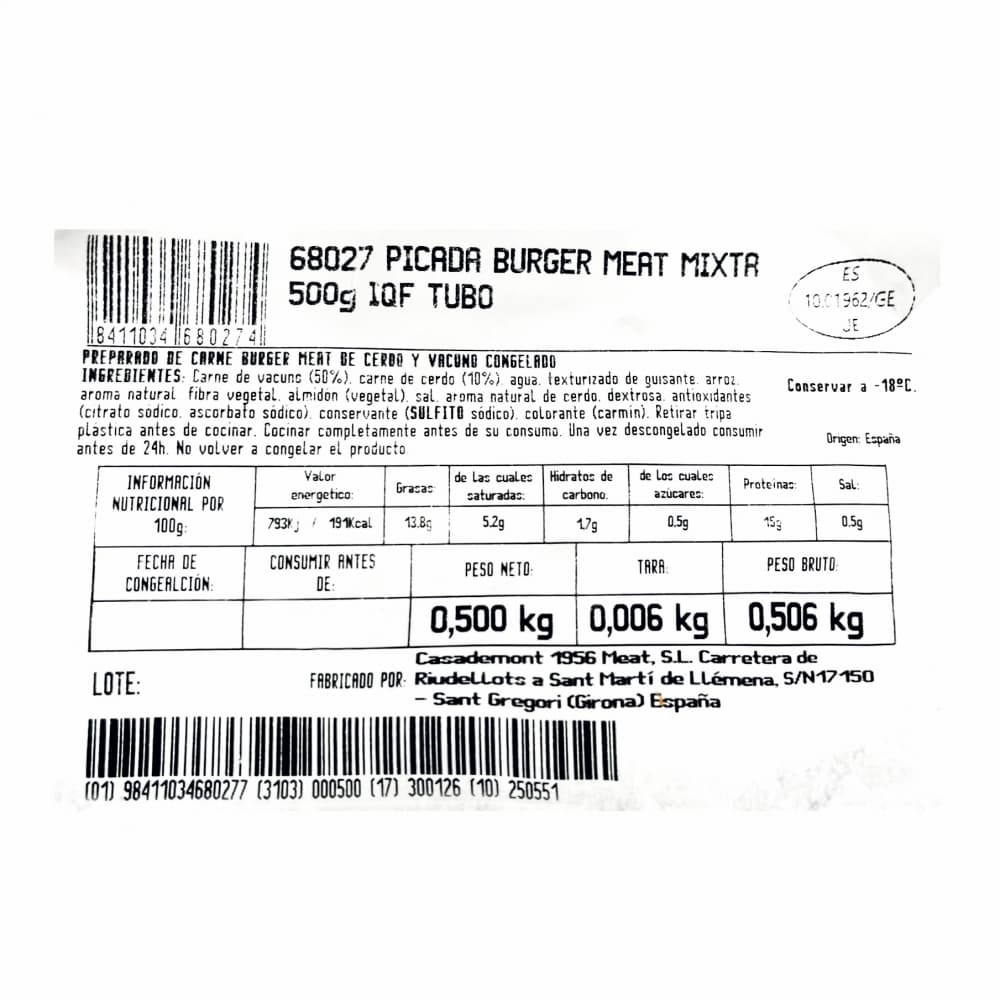 68027 PICADA BURGER MEAT MIXTA
500g IQF TUBO
ES
10.01962/GE
JE
8411034 680274
PREPARADO DE CARNE BURGER MEAT DE CERDO Y VACUNO CONGELADO
INGREDIENTES: Carne de vacuno (50%). carne de cerdo (10%). agua. texturizado de guisante. arroz.
aroma natural. fibra vegetal. almidón (vegetal). sal. aroma natural de cerdo. dextrosa. antioxidantes
(citrato sódico. ascorbato sódico). conservante (SULFITO sódico). colorante (carmín). Retirar tripa
plástica antes de cocinar. Cocinar completamente antes de su consumo. Una vez descongelado consumir
antes de 24h. No volver a congelar el producto
Conservar a -18ºC.
Origen: España
INFORMACIÓN NUTRICIONAL POR 100g:
Valor energetico:
Grasas:
de Las cuales saturadas:
Hidratos de carbono.
de Los cuales azúcares:
Proteinas:
Sal:
793Kj / 191Kcal
13.8g
5.2g
1.7g
0.5g
15g
0.5g
FECHA DE CONGEALCIÓN:
CONSUMIR ANTES DE:
PESO NETO:
TARA:
PESO BRUTO:
0,500 kg
0,006 kg
0,506 kg
LOTE:
FABRICADO POR:
Casademont 1956 Meat, S.L. Carretera de
Riudellots a Sant Martí de Llémena, S/N17150
– Sant Gregori (Girona) España
(01) 98411034680277 (3103) 000500 (17) 300126 (10) 250551